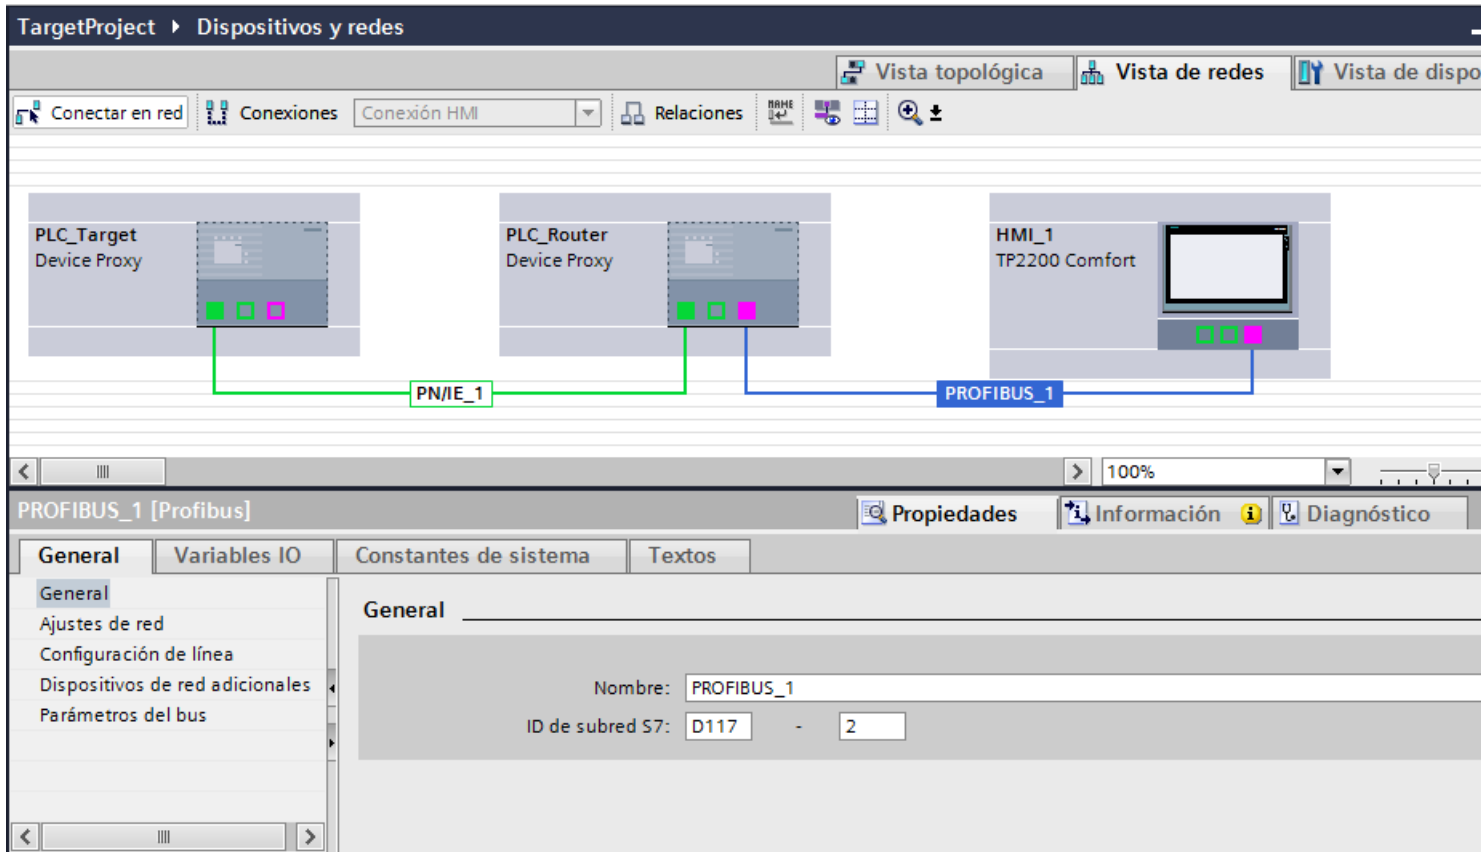 TargetProject ▸ Dispositivos y redes
Vista topológica Vista de redes Vista de dispo
Conectar en red Conexiones Conexión HMI Relaciones
PLC_Target
Device Proxy
PLC_Router
Device Proxy
HMI_1
TP2200 Comfort
PN/IE_1 PROFIBUS_1
100%
PROFIBUS_1 [Profibus] Propiedades Información Diagnóstico
General Variables IO Constantes de sistema Textos
General
Ajustes de red
Configuración de línea
Dispositivos de red adicionales
Parámetros del bus
General
Nombre: PROFIBUS_1
ID de subred S7: D117 - 2